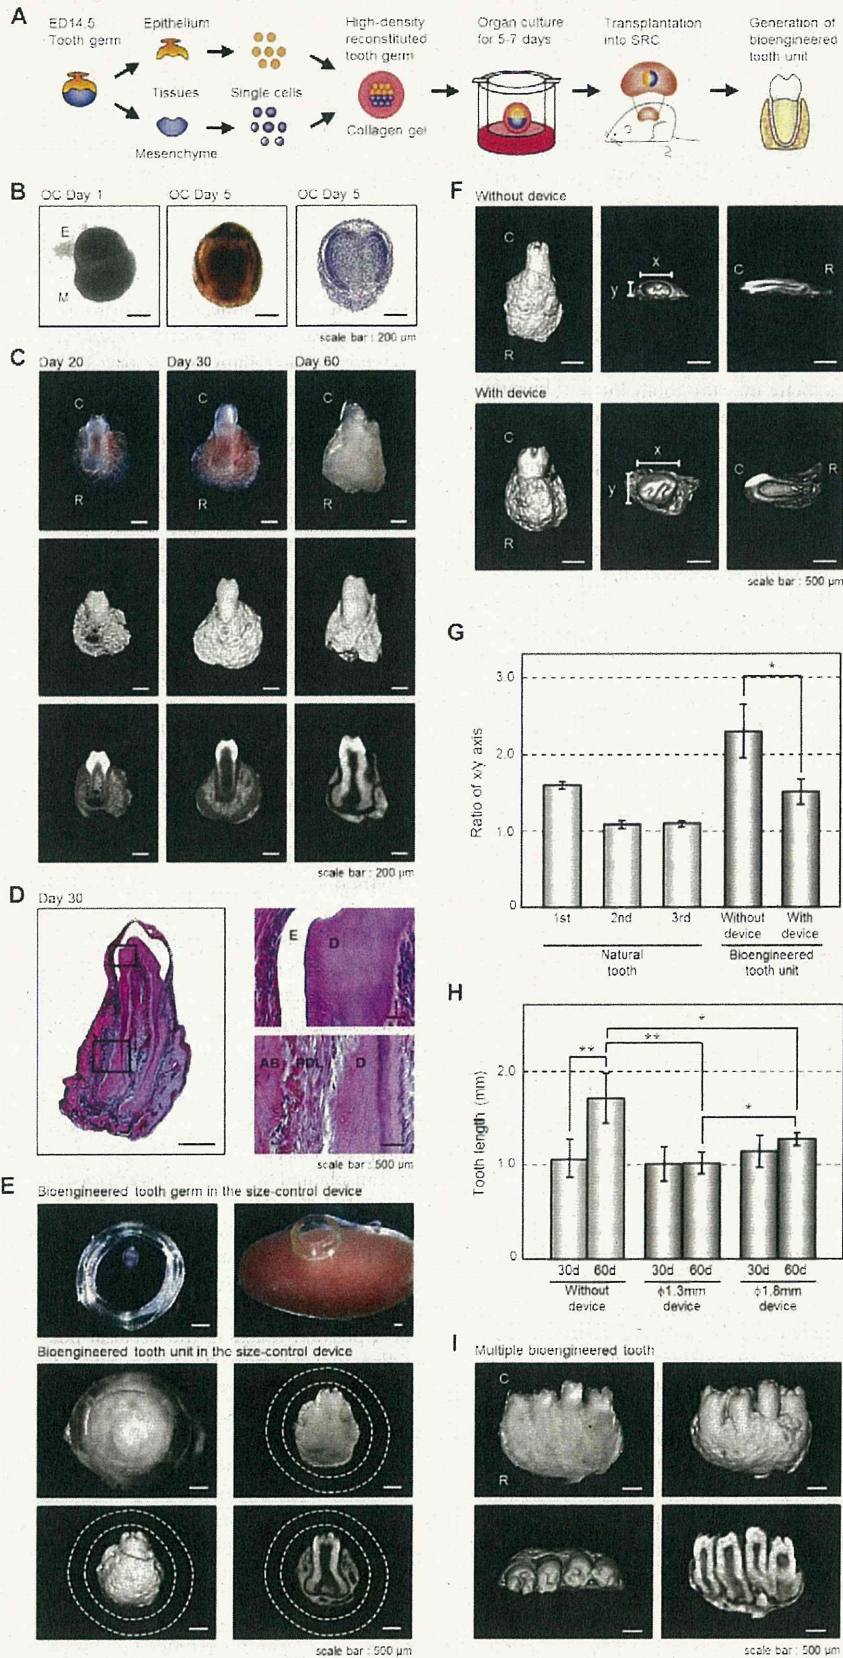 A
ED14.5
Tooth germ
Epithelium
Tissues
Mesenchyme
Single cells
High-density
reconstituted
tooth germ
Collagen gel
Organ culture
for 5-7 days
Transplantation
into SRC
Generation of
bioengineered
tooth unit
B
OC Day 1
OC Day 5
OC Day 5
E
M
scale bar : 200 µm
C
Day 20
Day 30
Day 60
C
C
C
R
R
R
scale bar : 200 µm
D
Day 30
E
D
AB
PDL
D
scale bar : 500 µm
E
Bioengineered tooth germ in the size-control device
Bioengineered tooth unit in the size-control device
scale bar : 500 µm
F
Without device
C
R
x
y
C
R
With device
C
R
x
y
C
R
scale bar : 500 µm
G
Ratio of x/y axis
3.0
2.0
1.0
0
*
1st
2nd
3rd
Without
device
With
device
Natural
tooth
Bioengineered
tooth unit
H
Tooth length (mm)
2.0
1.0
0
**
**
*
*
30d
60d
30d
60d
30d
60d
Without
device
φ1.3mm
device
φ1.8mm
device
I
Multiple bioengineered tooth
C
R
scale bar : 500 µm